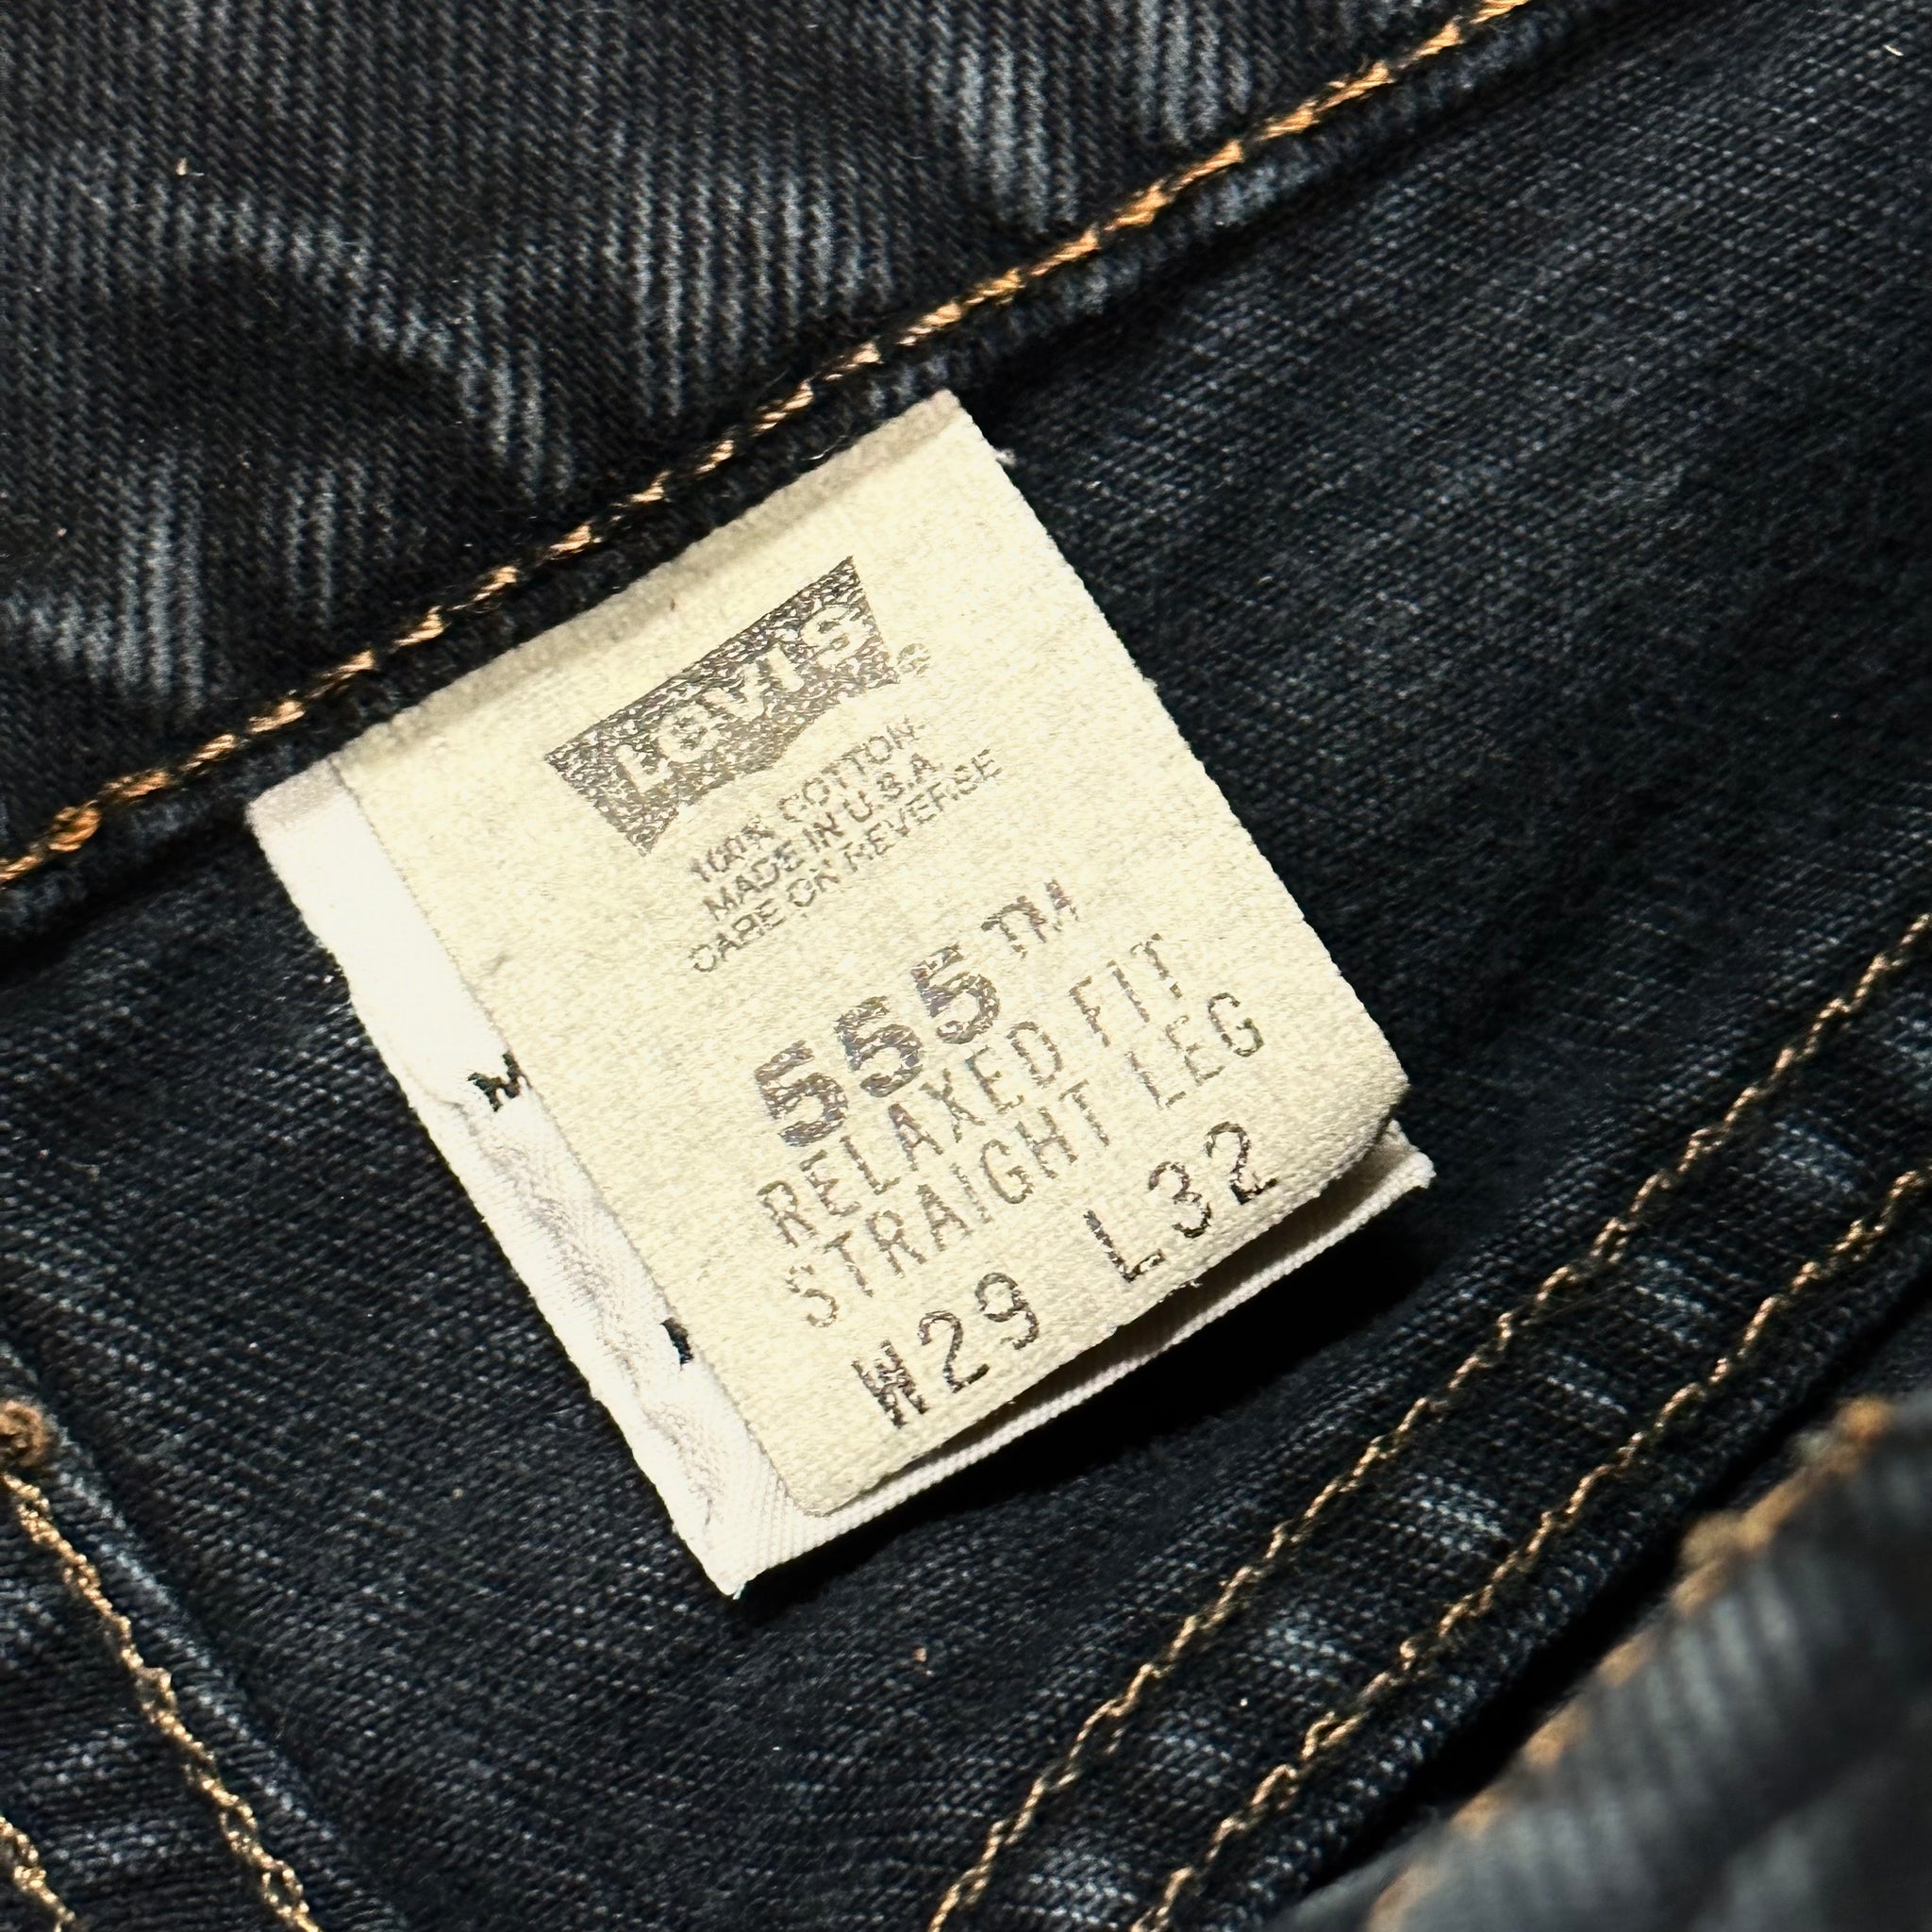 Levi's®
100% COTTON
MADE IN U.S.A.
CARE ON REVERSE
555™
RELAXED FIT
STRAIGHT LEG
W29 L32